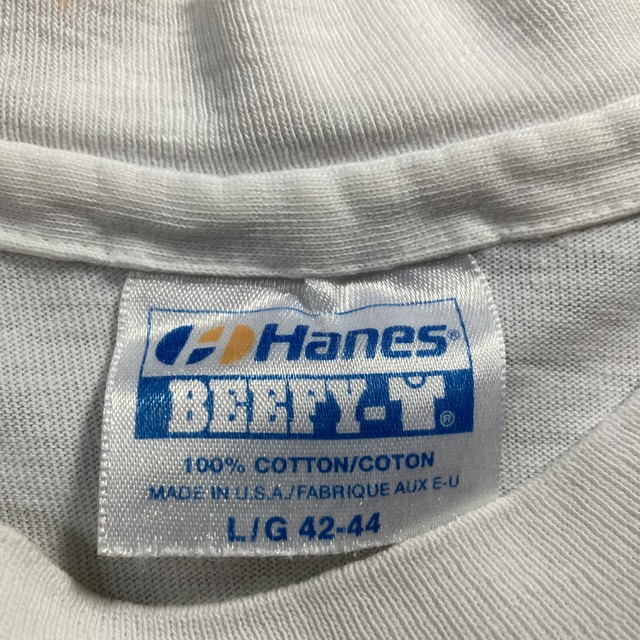 Hanes®
BEEFY-T®
100% COTTON/COTON
MADE IN U.S.A./FABRIQUE AUX E-U
L/G 42-44